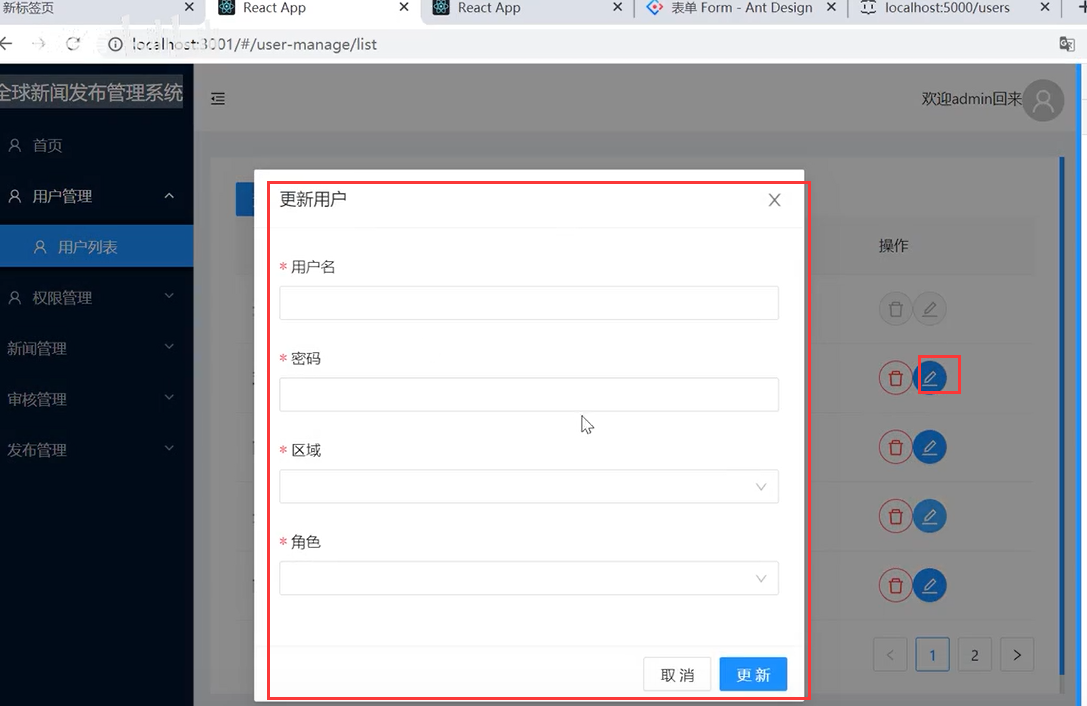 新标签页
React App
React App
表单 Form - Ant Design
localhost:5000/users
localhost:3001/#/user-manage/list
全球新闻发布管理系统
欢迎admin回来
首页
用户管理
用户列表
权限管理
新闻管理
审核管理
发布管理
操作
更新用户
* 用户名
* 密码
* 区域
* 角色
取 消
更 新
1
2